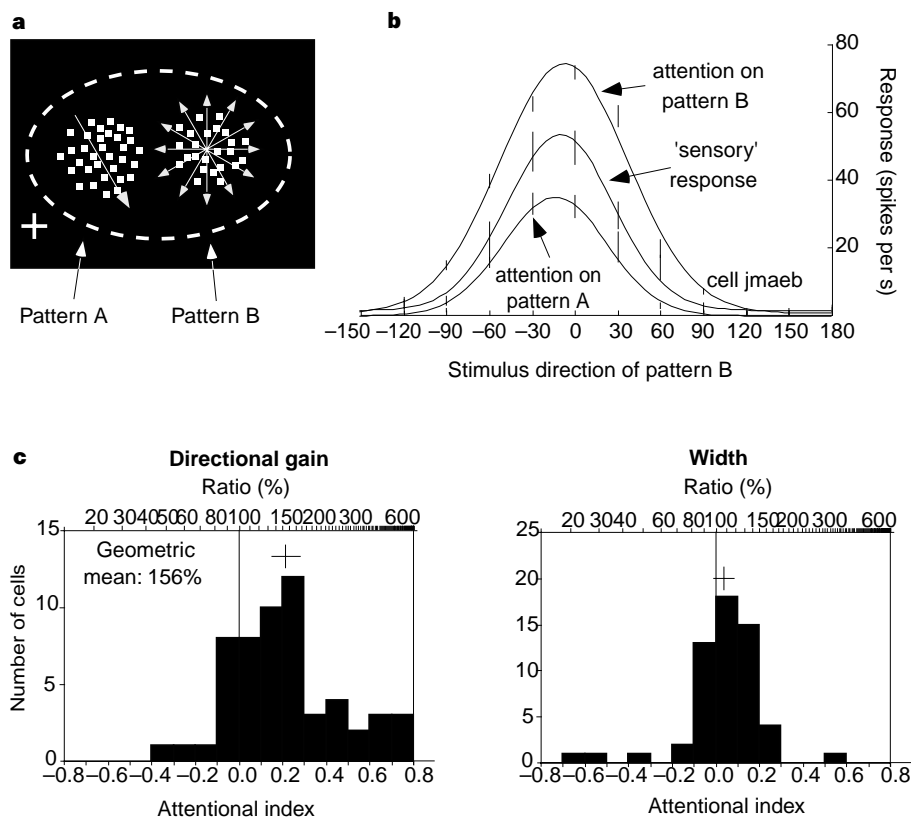 a
Pattern A
Pattern B
b
80
60
40
20
Response (spikes per s)
attention on
pattern B
'sensory'
response
attention on
pattern A
cell jmaeb
–150 –120 –90 –60 –30 0 30 60 90 120 150 180
Stimulus direction of pattern B
c
Directional gain
Ratio (%)
20 30 40 50 60 80 100 150 200 300 400 600
15
10
5
0
Number of cells
Geometric
mean: 156%
–0.8 –0.6 –0.4 –0.2 0.0 0.2 0.4 0.6 0.8
Attentional index
Width
Ratio (%)
20 30 40 60 80 100 150 200 300 400 600
25
20
15
10
5
0
–0.8 –0.6 –0.4 –0.2 0.0 0.2 0.4 0.6 0.8
Attentional index